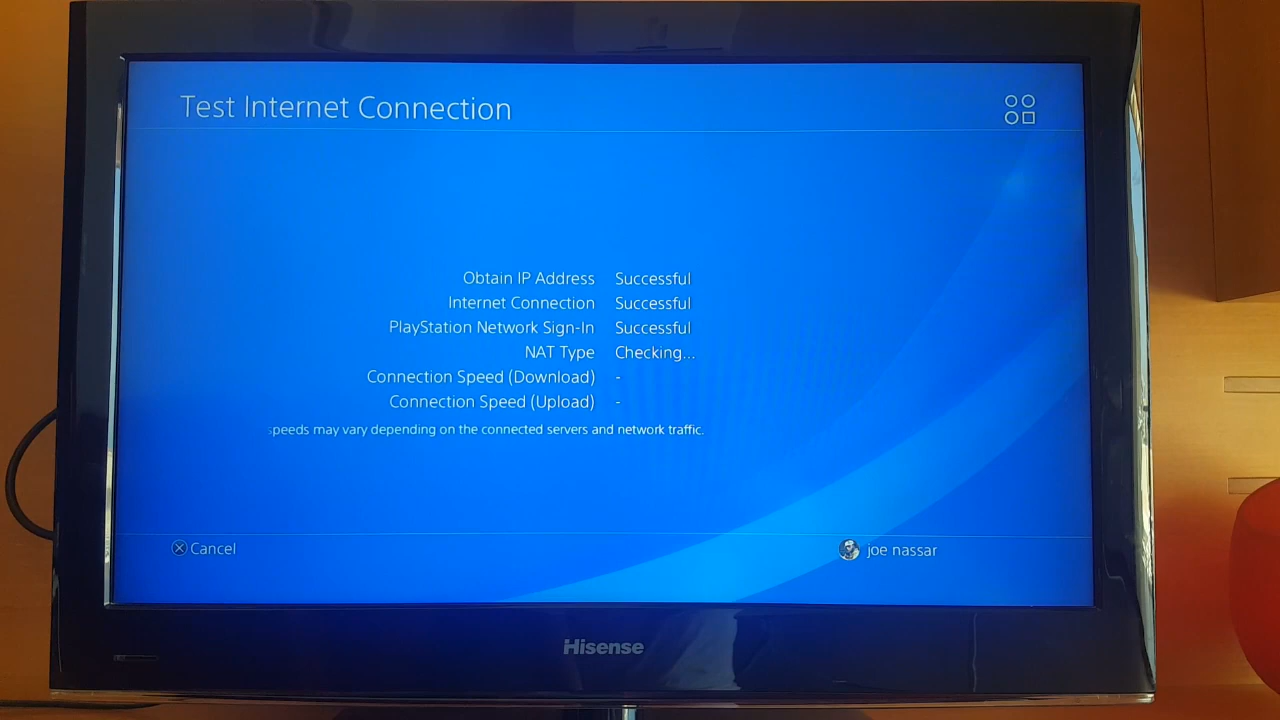 Test Internet Connection
Obtain IP Address Successful
Internet Connection Successful
PlayStation Network Sign-In Successful
NAT Type Checking...
Connection Speed (Download) -
Connection Speed (Upload) -
speeds may vary depending on the connected servers and network traffic.
Cancel
joe nassar
Hisense